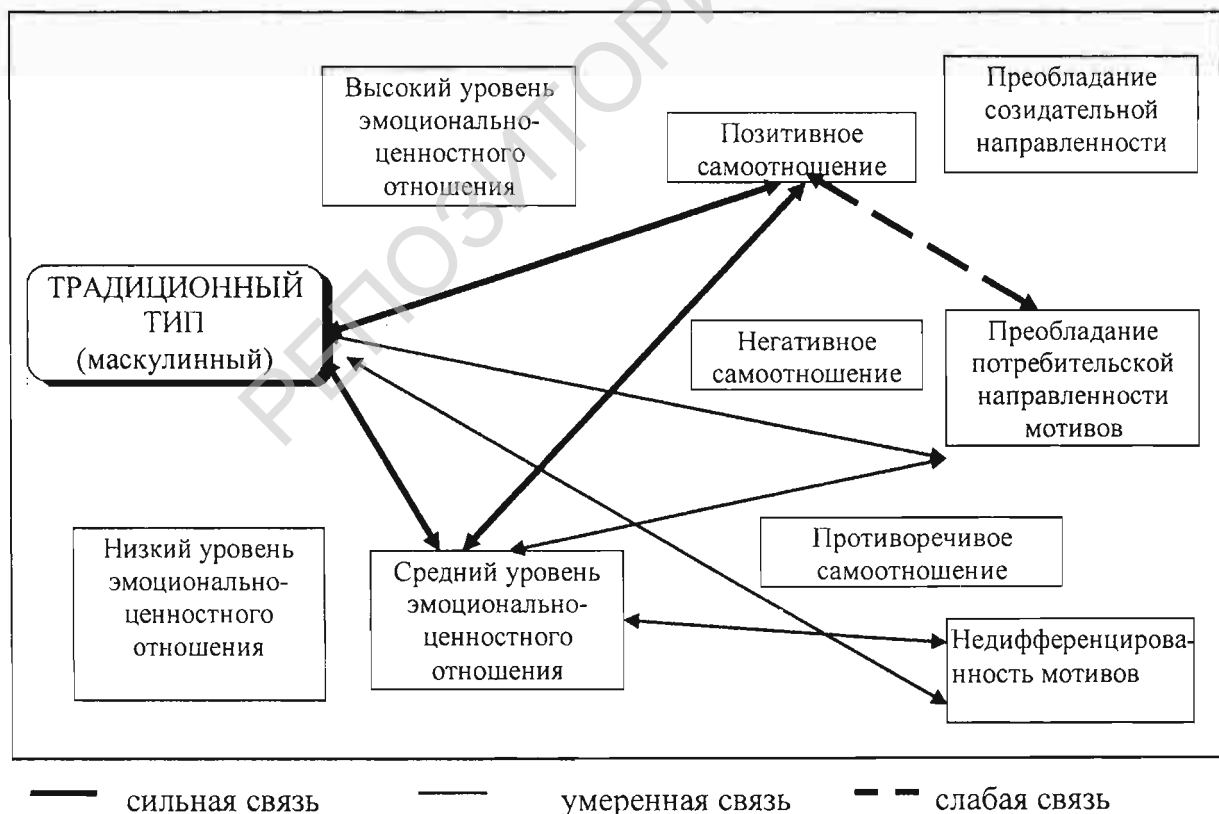 РЕПОЗИТОРИ
Высокий уровень
эмоционально-
ценностного
отношения
Позитивное
самоотношение
Преобладание
созидательной
направленности
ТРАДИЦИОННЫЙ
ТИП
(маскулинный)
Негативное
самоотношение
Преобладание
потребительской
направленности
мотивов
Низкий уровень
эмоционально-
ценностного
отношения
Средний уровень
эмоционально-
ценностного
отношения
Противоречивое
самоотношение
Недифференцирова-
нность мотивов
сильная связь
умеренная связь
слабая связь